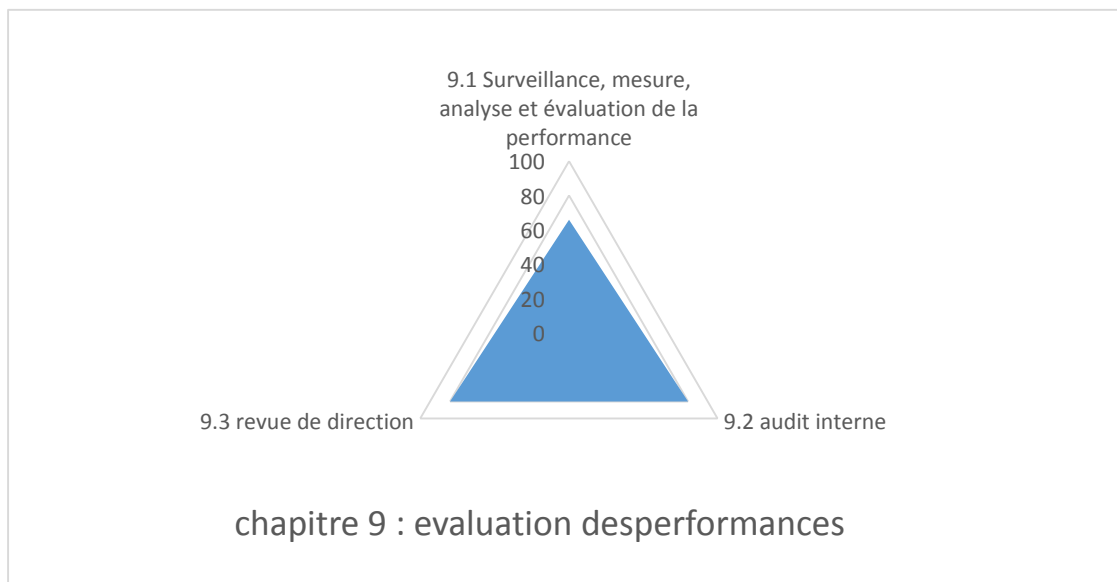 9.1 Surveillance, mesure,
analyse et évaluation de la
performance
100
80
60
40
20
0
9.3 revue de direction
9.2 audit interne
chapitre 9 : evaluation desperformances